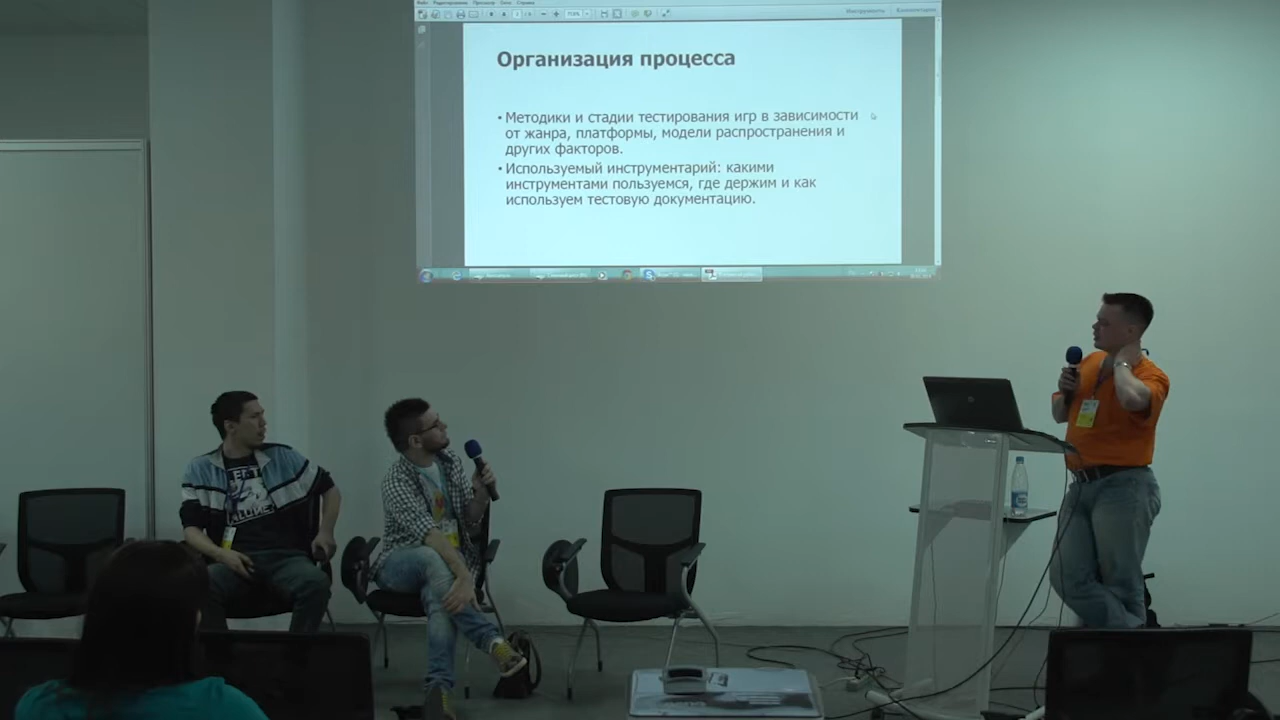 Организация процесса
• Методики и стадии тестирования игр в зависимости
от жанра, платформы, модели распространения и
других факторов.
• Используемый инструментарий: какими
инструментами пользуемся, где держим и как
используем тестовую документацию.